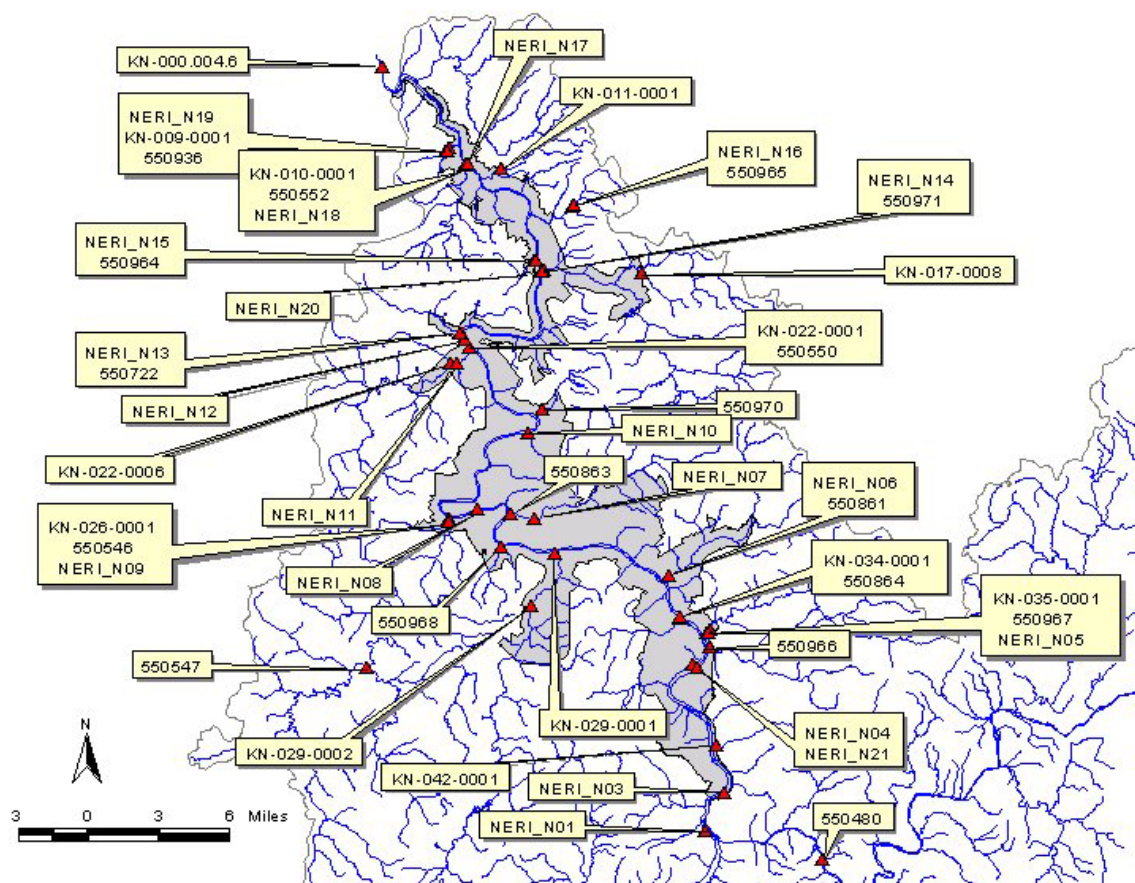 NERI_N17
KN-000.004.6
KN-011-0001
NERI_N19
KN-009-0001
550936
NERI_N16
550965
KN-010-0001
550552
NERI_N18
NERI_N14
550971
NERI_N15
550964
KN-017-0008
NERI_N20
KN-022-0001
550550
NERI_N13
550722
NERI_N12
550970
NERI_N10
KN-022-0006
550863
NERI_N07
NERI_N06
550861
NERI_N11
KN-026-0001
550546
NERI_N09
KN-034-0001
550864
NERI_N08
KN-035-0001
550967
NERI_N05
550968
550966
550547
KN-029-0001
NERI_N04
NERI_N21
KN-029-0002
N
KN-042-0001
NERI_N03
3 0 3 6 Miles
NERI_N01
550480